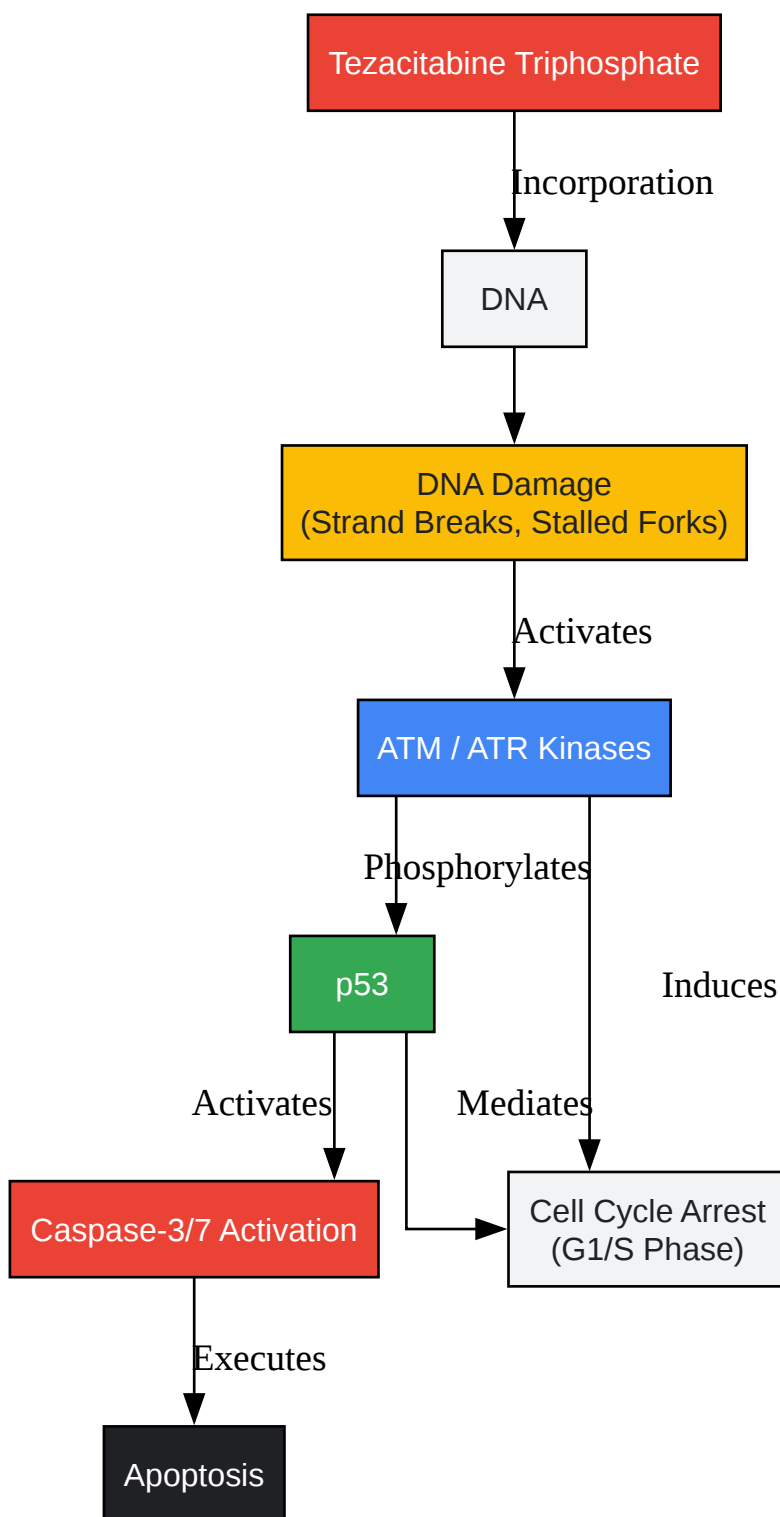 Tezacitabine Triphosphate
Incorporation
DNA
DNA Damage
(Strand Breaks, Stalled Forks)
Activates
ATM / ATR Kinases
Phosphorylates
p53
Induces
Activates
Mediates
Caspase-3/7 Activation
Cell Cycle Arrest
(G1/S Phase)
Executes
Apoptosis